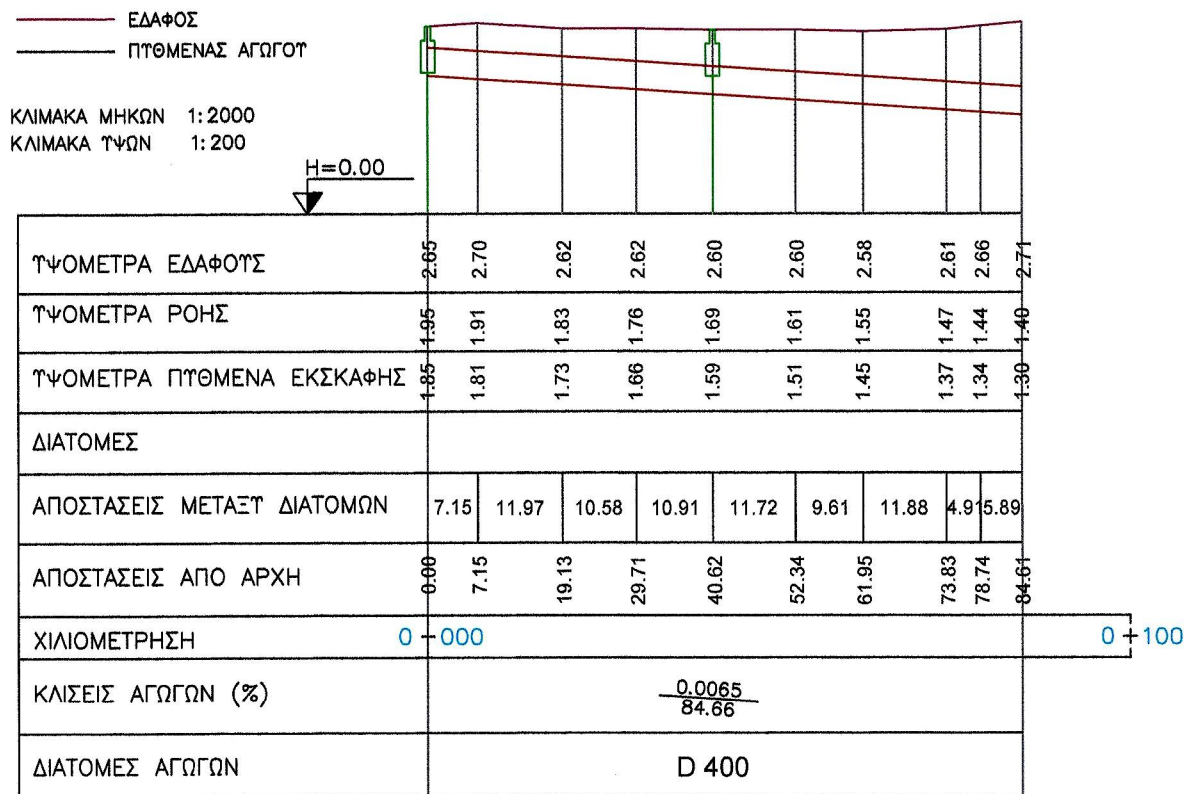 ΕΔΑΦΟΣ
ΠΥΘΜΕΝΑΣ ΑΓΩΓΟΥ
ΚΛΙΜΑΚΑ ΜΗΚΩΝ 1:2000
ΚΛΙΜΑΚΑ ΥΨΩΝ 1:200
H=0.00
ΥΨΟΜΕΤΡΑ ΕΔΑΦΟΥΣ 2.65 2.70 2.62 2.62 2.60 2.60 2.58 2.61 2.66 2.71
ΥΨΟΜΕΤΡΑ ΡΟΗΣ 1.95 1.91 1.83 1.76 1.69 1.61 1.55 1.47 1.44 1.40
ΥΨΟΜΕΤΡΑ ΠΥΘΜΕΝΑ ΕΚΣΚΑΦΗΣ 1.85 1.81 1.73 1.66 1.59 1.51 1.45 1.37 1.34 1.30
ΔΙΑΤΟΜΕΣ
ΑΠΟΣΤΑΣΕΙΣ ΜΕΤΑΞΥ ΔΙΑΤΟΜΩΝ 7.15 11.97 10.58 10.91 11.72 9.61 11.88 4.91 5.89
ΑΠΟΣΤΑΣΕΙΣ ΑΠΟ ΑΡΧΗ 0.00 7.15 19.13 29.71 40.62 52.34 61.95 73.83 78.74 84.61
ΧΙΛΙΟΜΕΤΡΗΣΗ 0+000 0+100
ΚΛΙΣΕΙΣ ΑΓΩΓΩΝ (%) 0.0065
84.66
ΔΙΑΤΟΜΕΣ ΑΓΩΓΩΝ D 400